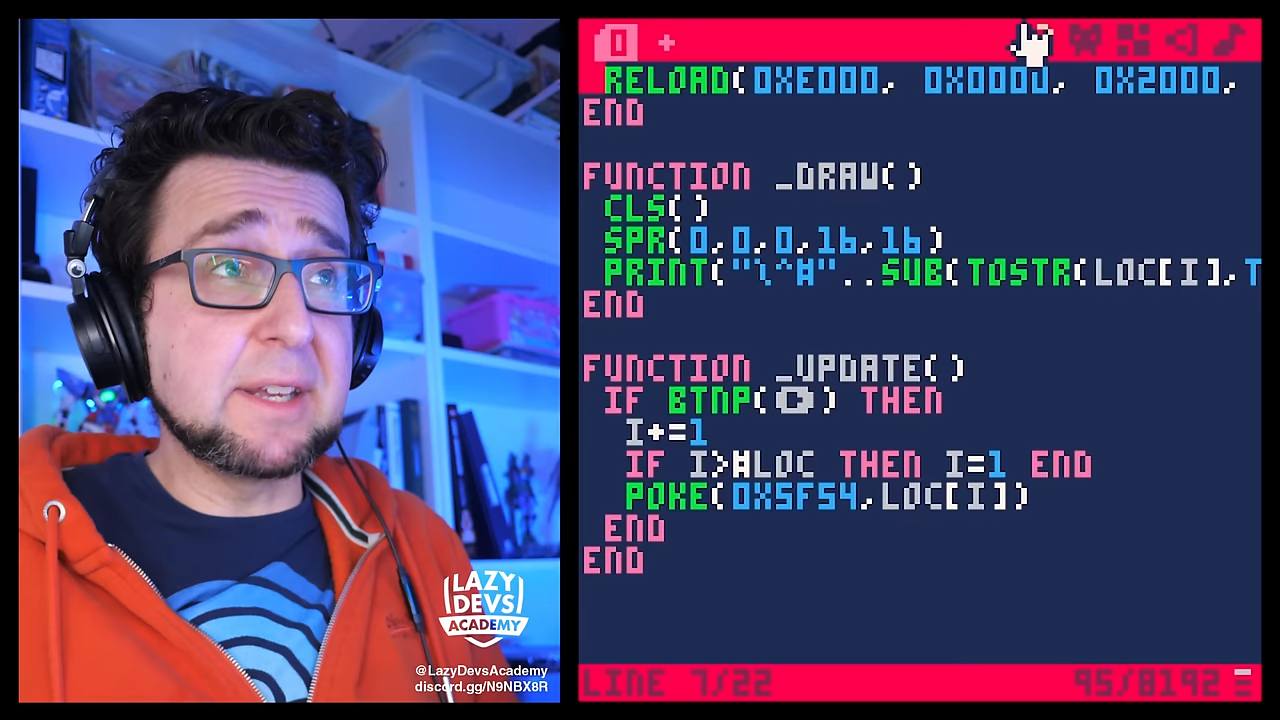 0 +
RELOAD(0XE000, 0X0000, 0X2000,
END
FUNCTION _DRAW()
CLS()
SPR(0,0,0,16,16)
PRINT("\^#"..SUB(TOSTR(LOC[I],T
END
FUNCTION _UPDATE()
IF BTNP(▶) THEN
I+=1
IF I>#LOC THEN I=1 END
POKE(0X5F54,LOC[I])
END
END
LINE 7/22 95/8192
LAZY
DEVS
ACADEMY
@LazyDevsAcademy
discord.gg/N9NBX8R